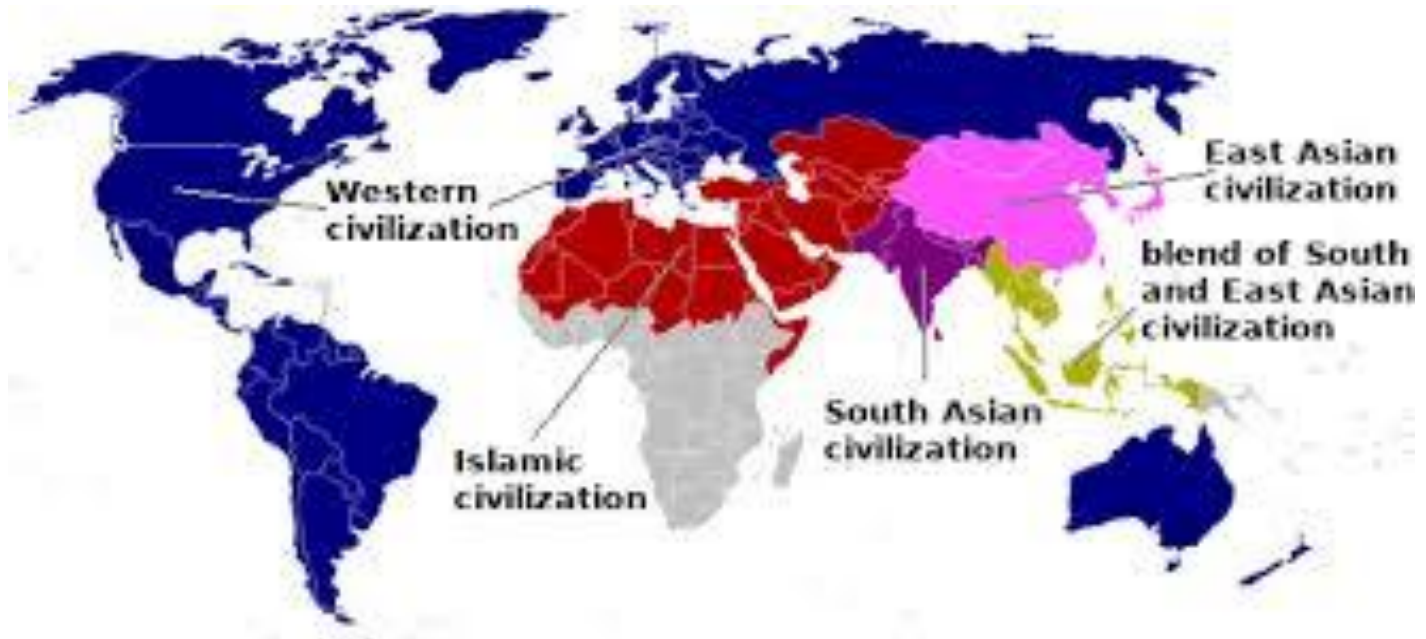 Western
civilization
East Asian
civilization
blend of South
and East Asian
civilization
South Asian
civilization
Islamic
civilization